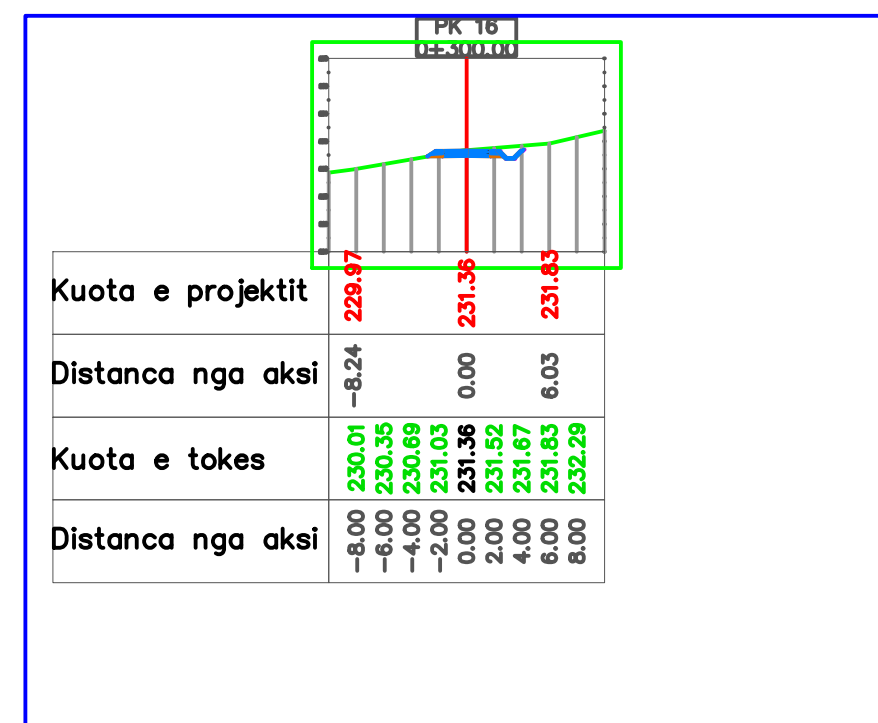 PK 16
0+300.00
Kuota e projektit 229.97 231.36 231.83
Distanca nga aksi -8.24 0.00 6.03
Kuota e tokes 230.01 230.35 230.69 231.03 231.36 231.52 231.67 231.83 232.29
Distanca nga aksi -8.00 -6.00 -4.00 -2.00 0.00 2.00 4.00 6.00 8.00